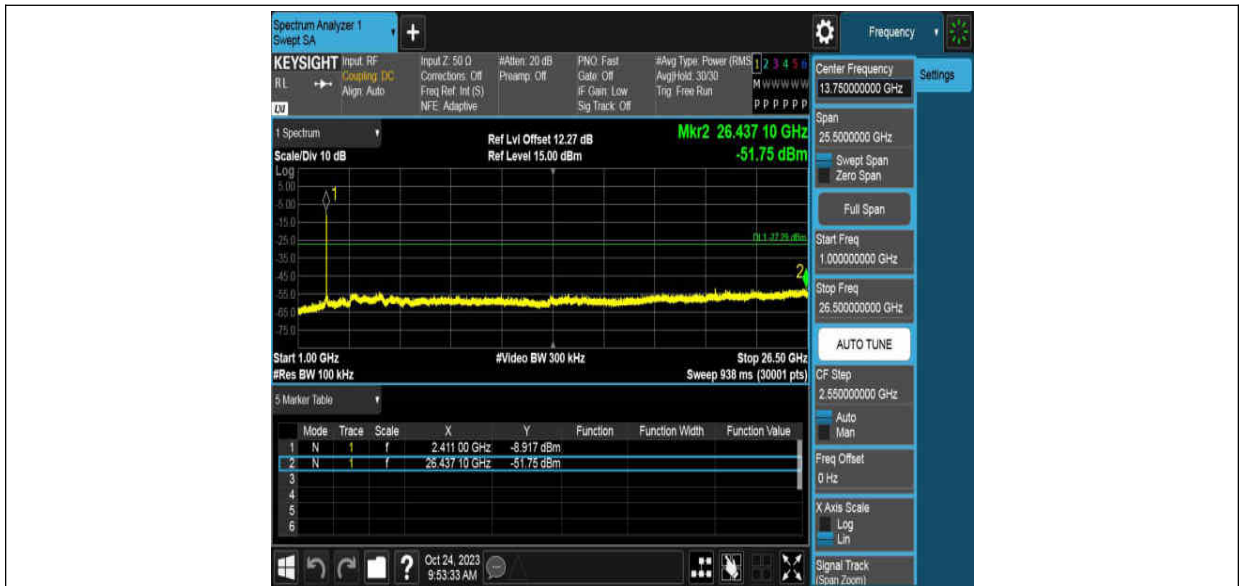 Spectrum Analyzer 1
Swept SA
+
Frequency
KEYSIGHT Input: RF Input Z: 50 Ω #Atten: 20 dB PNO: Fast #Avg Type: Power (RMS 1 2 3 4 5 6
RL Coupling: DC Corrections: Off Preamp: Off Gate: Off Avg|Hold: 30/30 M W W W W W
Align: Auto Freq Ref: Int (S) IF Gain: Low Trig: Free Run
NFE: Adaptive Sig Track: Off P P P P P P
LXI
1 Spectrum
Scale/Div 10 dB
Ref Lvl Offset 12.27 dB
Ref Level 15.00 dBm
Mkr2 26.437 10 GHz
-51.75 dBm
Log
5.00
-5.00
-15.0
-25.0
-35.0
-45.0
-55.0
-65.0
-75.0
1
DL1 -27.29 dBm
2
Start 1.00 GHz #Video BW 300 kHz Stop 26.50 GHz
#Res BW 100 kHz Sweep 938 ms (30001 pts)
5 Marker Table
Mode Trace Scale X Y Function Function Width Function Value
1 N 1 f 2.411 00 GHz -8.917 dBm
2 N 1 f 26.437 10 GHz -51.75 dBm
3
4
5
6
?
Oct 24, 2023
9:53:33 AM
Center Frequency
13.750000000 GHz
Settings
Span
25.5000000 GHz
Swept Span
Zero Span
Full Span
Start Freq
1.000000000 GHz
Stop Freq
26.500000000 GHz
AUTO TUNE
CF Step
2.550000000 GHz
Auto
Man
Freq Offset
0 Hz
X Axis Scale
Log
Lin
Signal Track
(Span Zoom)